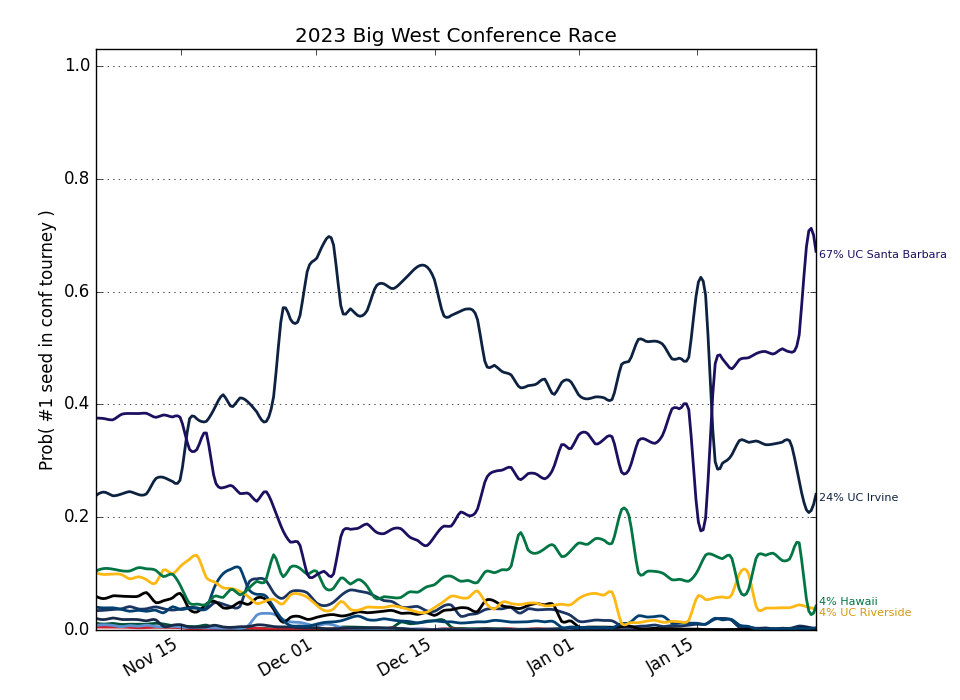 2023 Big West Conference Race
Prob( #1 seed in conf tourney )
1.0
0.8
0.6
0.4
0.2
0.0
67% UC Santa Barbara
24% UC Irvine
4% Hawaii
4% UC Riverside
Nov 15
Dec 01
Dec 15
Jan 01
Jan 15